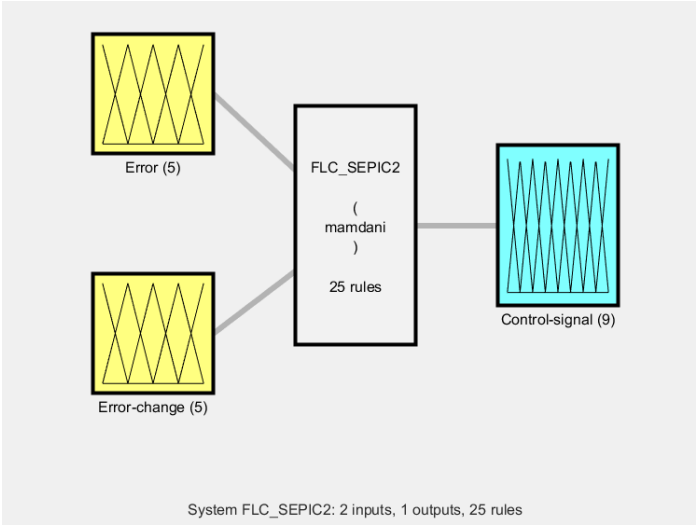 Error (5)
FLC_SEPIC2
(
mamdani
)
25 rules
Control-signal (9)
Error-change (5)
System FLC_SEPIC2: 2 inputs, 1 outputs, 25 rules